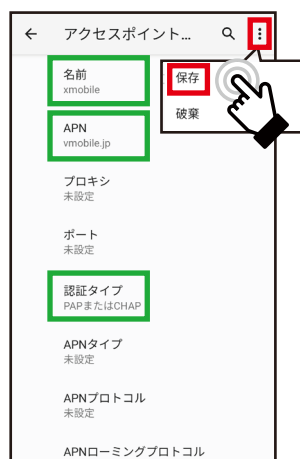 アクセスポイント...
保存
破棄
名前
xmobile
APN
vmobile.jp
プロキシ
未設定
ポート
未設定
認証タイプ
PAPまたはCHAP
APNタイプ
未設定
APNプロトコル
未設定
APNローミングプロトコル